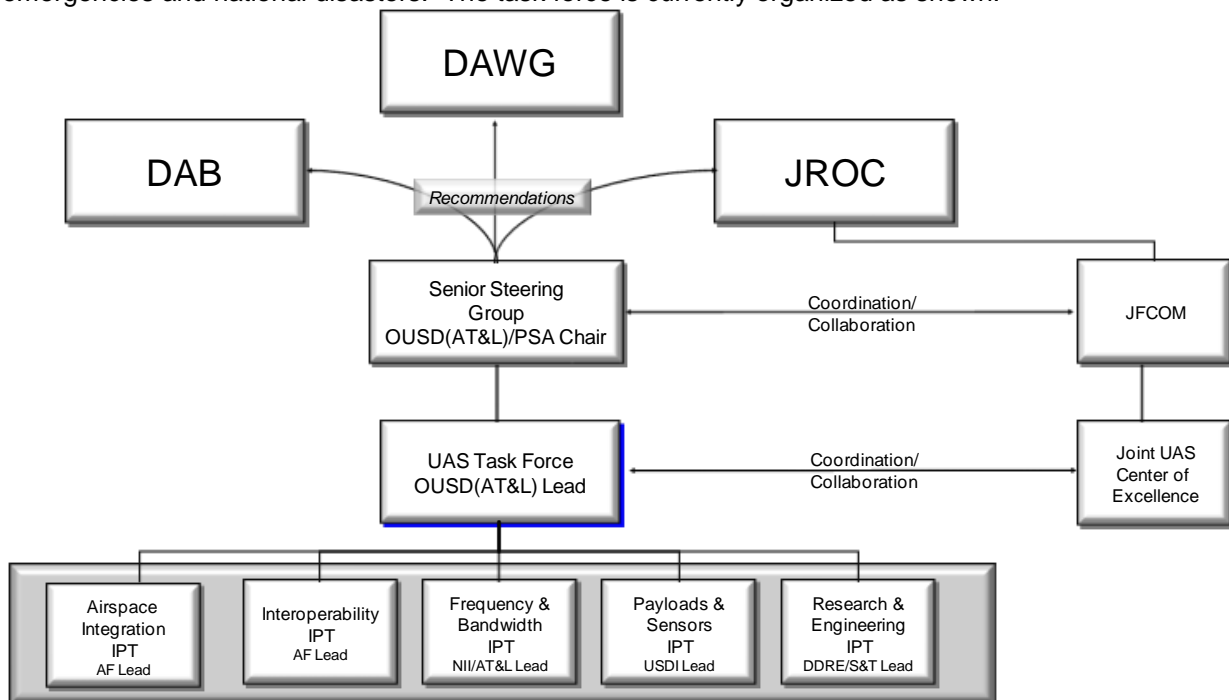 emergencies and national disasters. The task force is currently organized as shown.
DAWG
DAB
JROC
Recommendations
Senior Steering
Group
OUSD(AT&L)/PSA Chair
Coordination/
Collaboration
JFCOM
UAS Task Force
OUSD(AT&L) Lead
Coordination/
Collaboration
Joint UAS
Center of
Excellence
Airspace
Integration
IPT
AF Lead
Interoperability
IPT
AF Lead
Frequency &
Bandwidth
IPT
NII/AT&L Lead
Payloads &
Sensors
IPT
USDI Lead
Research &
Engineering
IPT
DDRE/S&T Lead